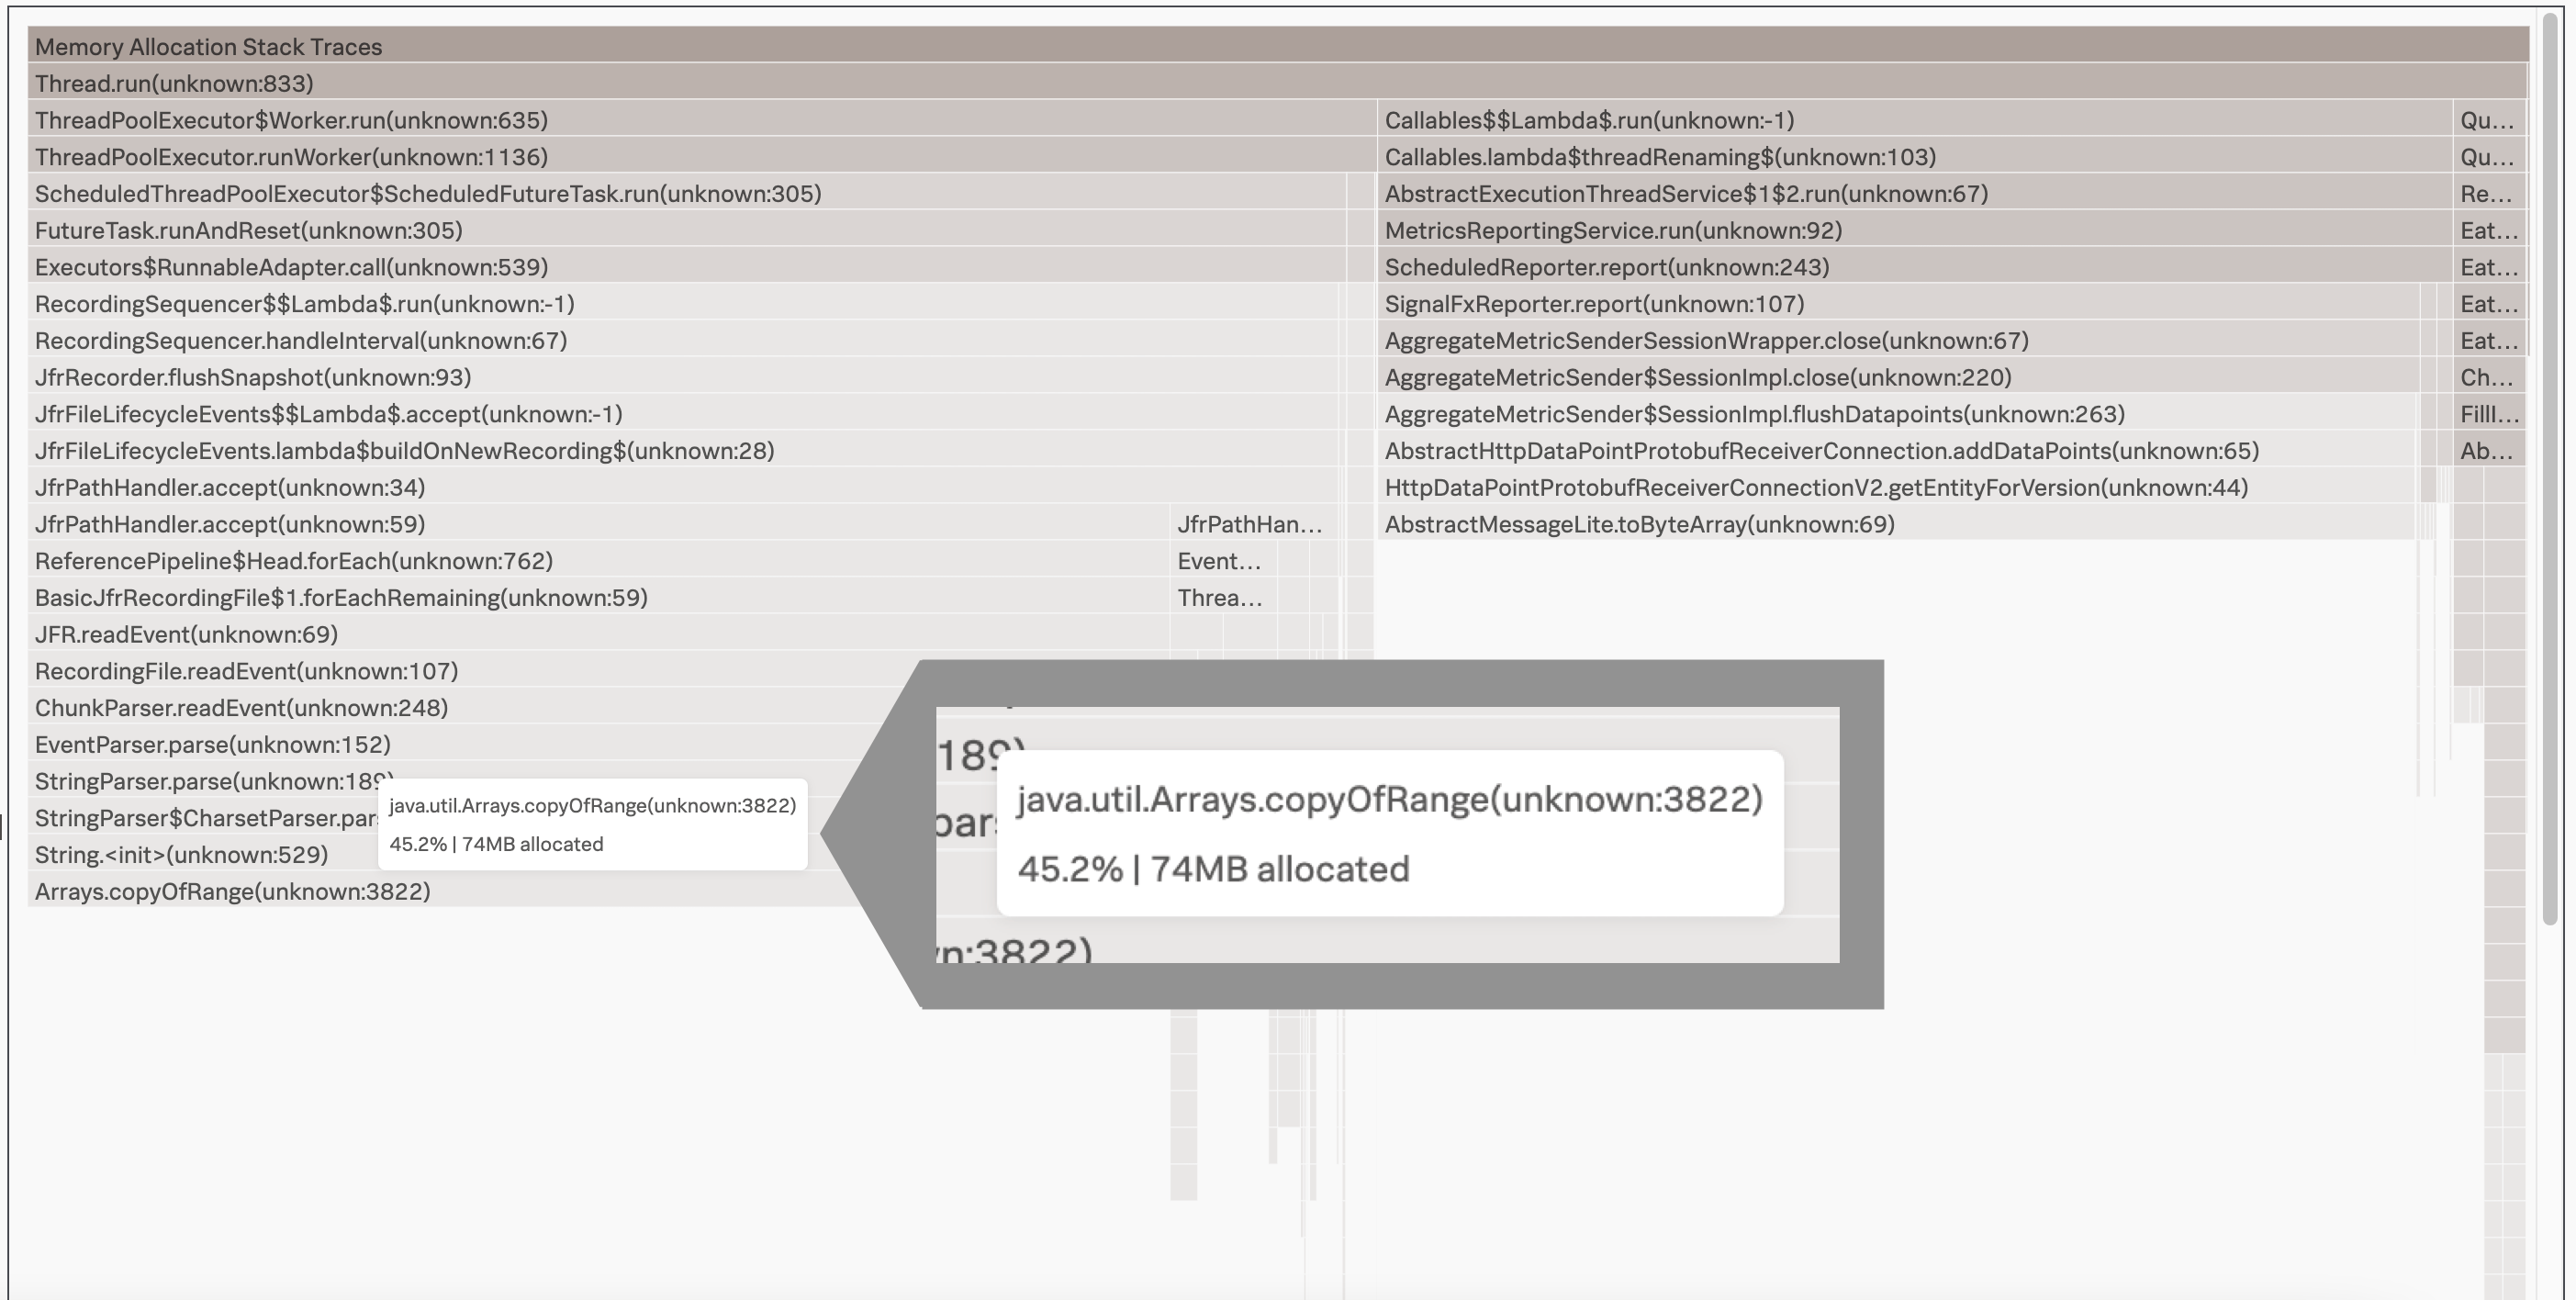 Memory Allocation Stack Traces
Thread.run(unknown:833)
ThreadPoolExecutor$Worker.run(unknown:635)
Callables$$Lambda$.run(unknown:-1)
Qu...
ThreadPoolExecutor.runWorker(unknown:1136)
Callables.lambda$threadRenaming$(unknown:103)
Qu...
ScheduledThreadPoolExecutor$ScheduledFutureTask.run(unknown:305)
AbstractExecutionThreadService$1$2.run(unknown:67)
Re...
FutureTask.runAndReset(unknown:305)
MetricsReportingService.run(unknown:92)
Eat...
Executors$RunnableAdapter.call(unknown:539)
ScheduledReporter.report(unknown:243)
Eat...
RecordingSequencer$$Lambda$.run(unknown:-1)
SignalFxReporter.report(unknown:107)
Eat...
RecordingSequencer.handleInterval(unknown:67)
AggregateMetricSenderSessionWrapper.close(unknown:67)
Eat...
JfrRecorder.flushSnapshot(unknown:93)
AggregateMetricSender$SessionImpl.close(unknown:220)
Ch...
JfrFileLifecycleEvents$$Lambda$.accept(unknown:-1)
AggregateMetricSender$SessionImpl.flushDatapoints(unknown:263)
FillI...
JfrFileLifecycleEvents.lambda$buildOnNewRecording$(unknown:28)
AbstractHttpDataPointProtobufReceiverConnection.addDataPoints(unknown:65)
Ab...
JfrPathHandler.accept(unknown:34)
HttpDataPointProtobufReceiverConnectionV2.getEntityForVersion(unknown:44)
JfrPathHandler.accept(unknown:59)
JfrPathHan...
AbstractMessageLite.toByteArray(unknown:69)
ReferencePipeline$Head.forEach(unknown:762)
Event...
BasicJfrRecordingFile$1.forEachRemaining(unknown:59)
Threa...
JFR.readEvent(unknown:69)
RecordingFile.readEvent(unknown:107)
ChunkParser.readEvent(unknown:248)
EventParser.parse(unknown:152)
StringParser.parse(unknown:189)
StringParser$CharsetParser.par
String.<init>(unknown:529)
Arrays.copyOfRange(unknown:3822)
java.util.Arrays.copyOfRange(unknown:3822)
45.2% | 74MB allocated
189)
par
java.util.Arrays.copyOfRange(unknown:3822)
45.2% | 74MB allocated
n:3822)